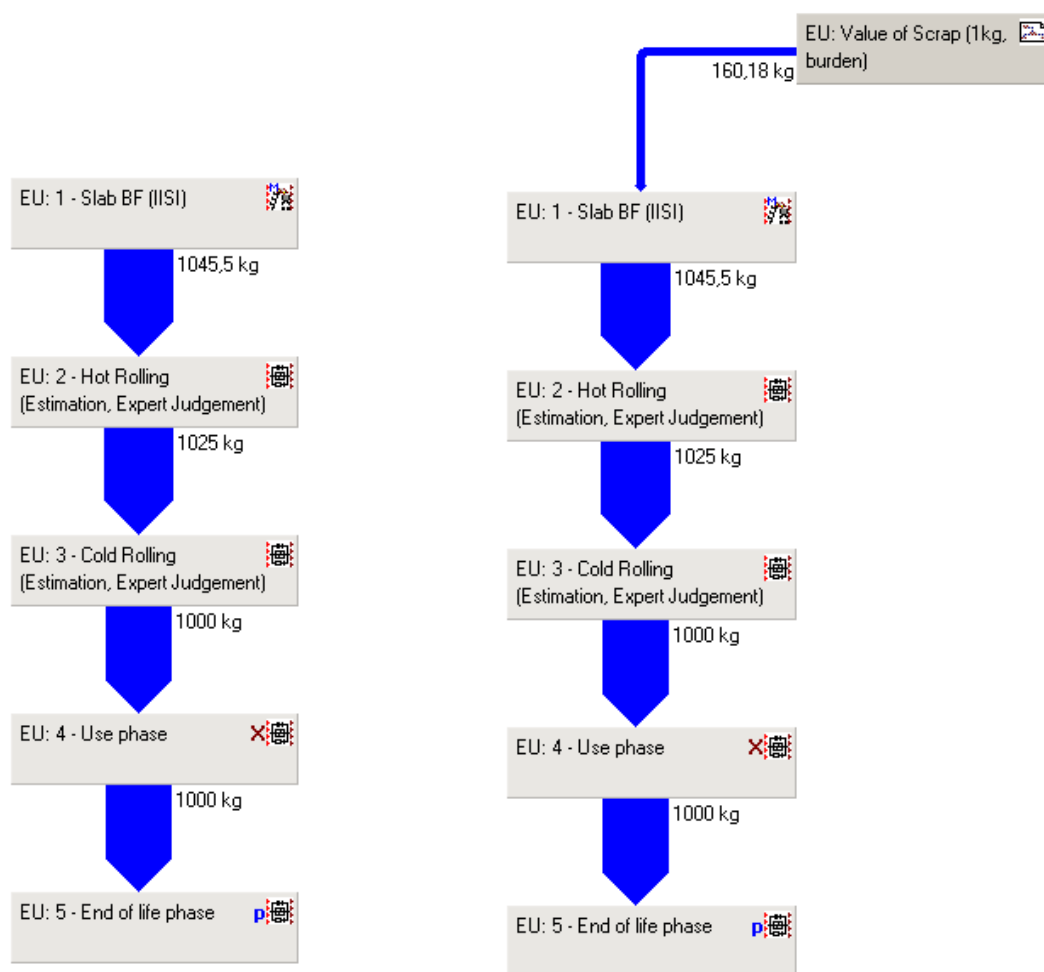 EU: Value of Scrap (1kg,
burden)
160,18 kg
EU: 1 - Slab BF (IISI)
1045,5 kg
EU: 2 - Hot Rolling
(Estimation, Expert Judgement)
1025 kg
EU: 3 - Cold Rolling
(Estimation, Expert Judgement)
1000 kg
EU: 4 - Use phase
X
1000 kg
EU: 5 - End of life phase
p
EU: 1 - Slab BF (IISI)
1045,5 kg
EU: 2 - Hot Rolling
(Estimation, Expert Judgement)
1025 kg
EU: 3 - Cold Rolling
(Estimation, Expert Judgement)
1000 kg
EU: 4 - Use phase
X
1000 kg
EU: 5 - End of life phase
p